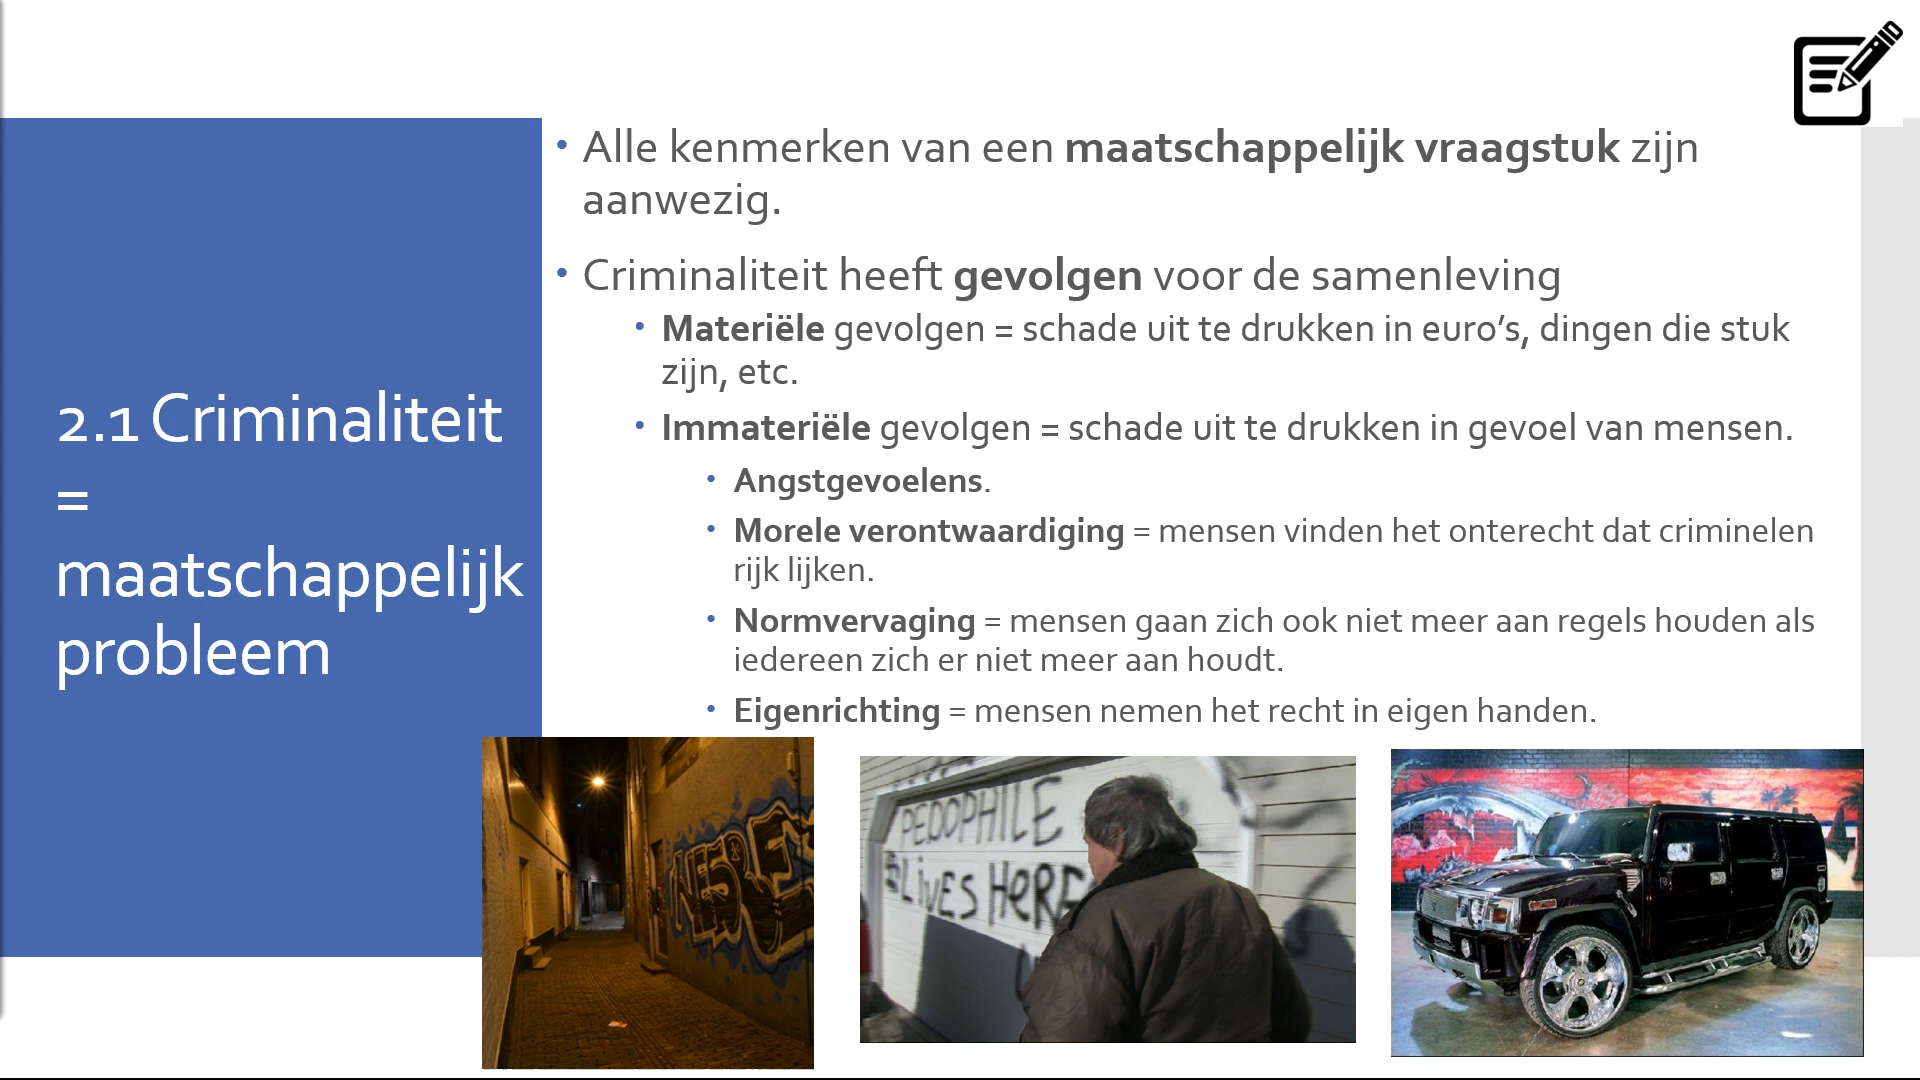 2.1 Criminaliteit
=
maatschappelijk
probleem
• Alle kenmerken van een maatschappelijk vraagstuk zijn
aanwezig.
• Criminaliteit heeft gevolgen voor de samenleving
• Materiële gevolgen = schade uit te drukken in euro’s, dingen die stuk
zijn, etc.
• Immateriële gevolgen = schade uit te drukken in gevoel van mensen.
• Angstgevoelens.
• Morele verontwaardiging = mensen vinden het onterecht dat criminelen
rijk lijken.
• Normvervaging = mensen gaan zich ook niet meer aan regels houden als
iedereen zich er niet meer aan houdt.
• Eigenrichting = mensen nemen het recht in eigen handen.
PEDOPHILE
LiVES HeRE